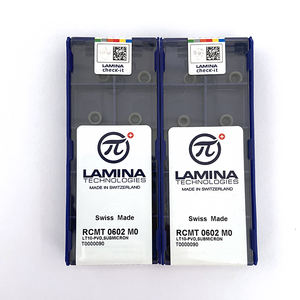 LAMINA
check-it
π
LAMINA
TECHNOLOGIES
MADE IN SWITZERLAND
Swiss Made
RCMT 0602 M0
LT10-PVD,SUBMICRON
T0000090
LAMINA
check-it
π
LAMINA
TECHNOLOGIES
MADE IN SWITZERLAND
Swiss Made
RCMT 0602 M0
LT10-PVD,SUBMICRON
T0000090